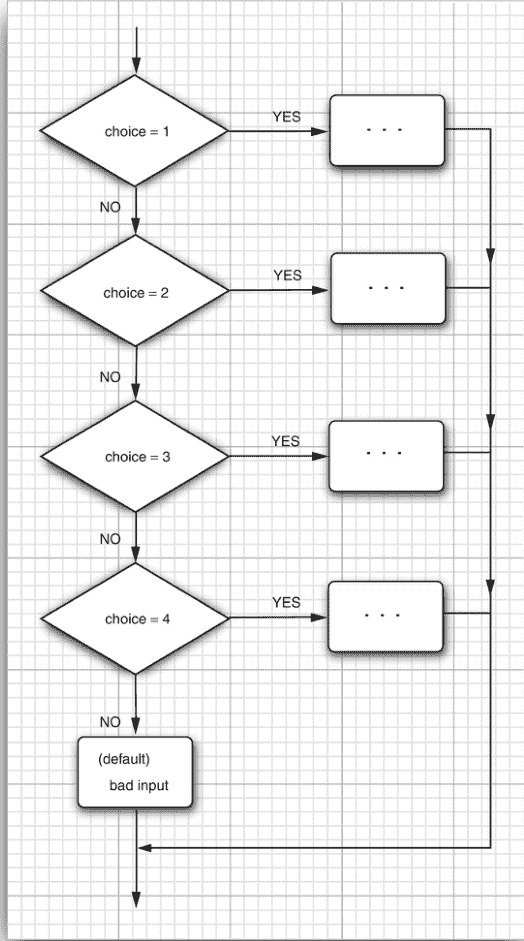 choice = 1
YES
. . .
NO
choice = 2
YES
. . .
NO
choice = 3
YES
. . .
NO
choice = 4
YES
. . .
NO
(default)
bad input